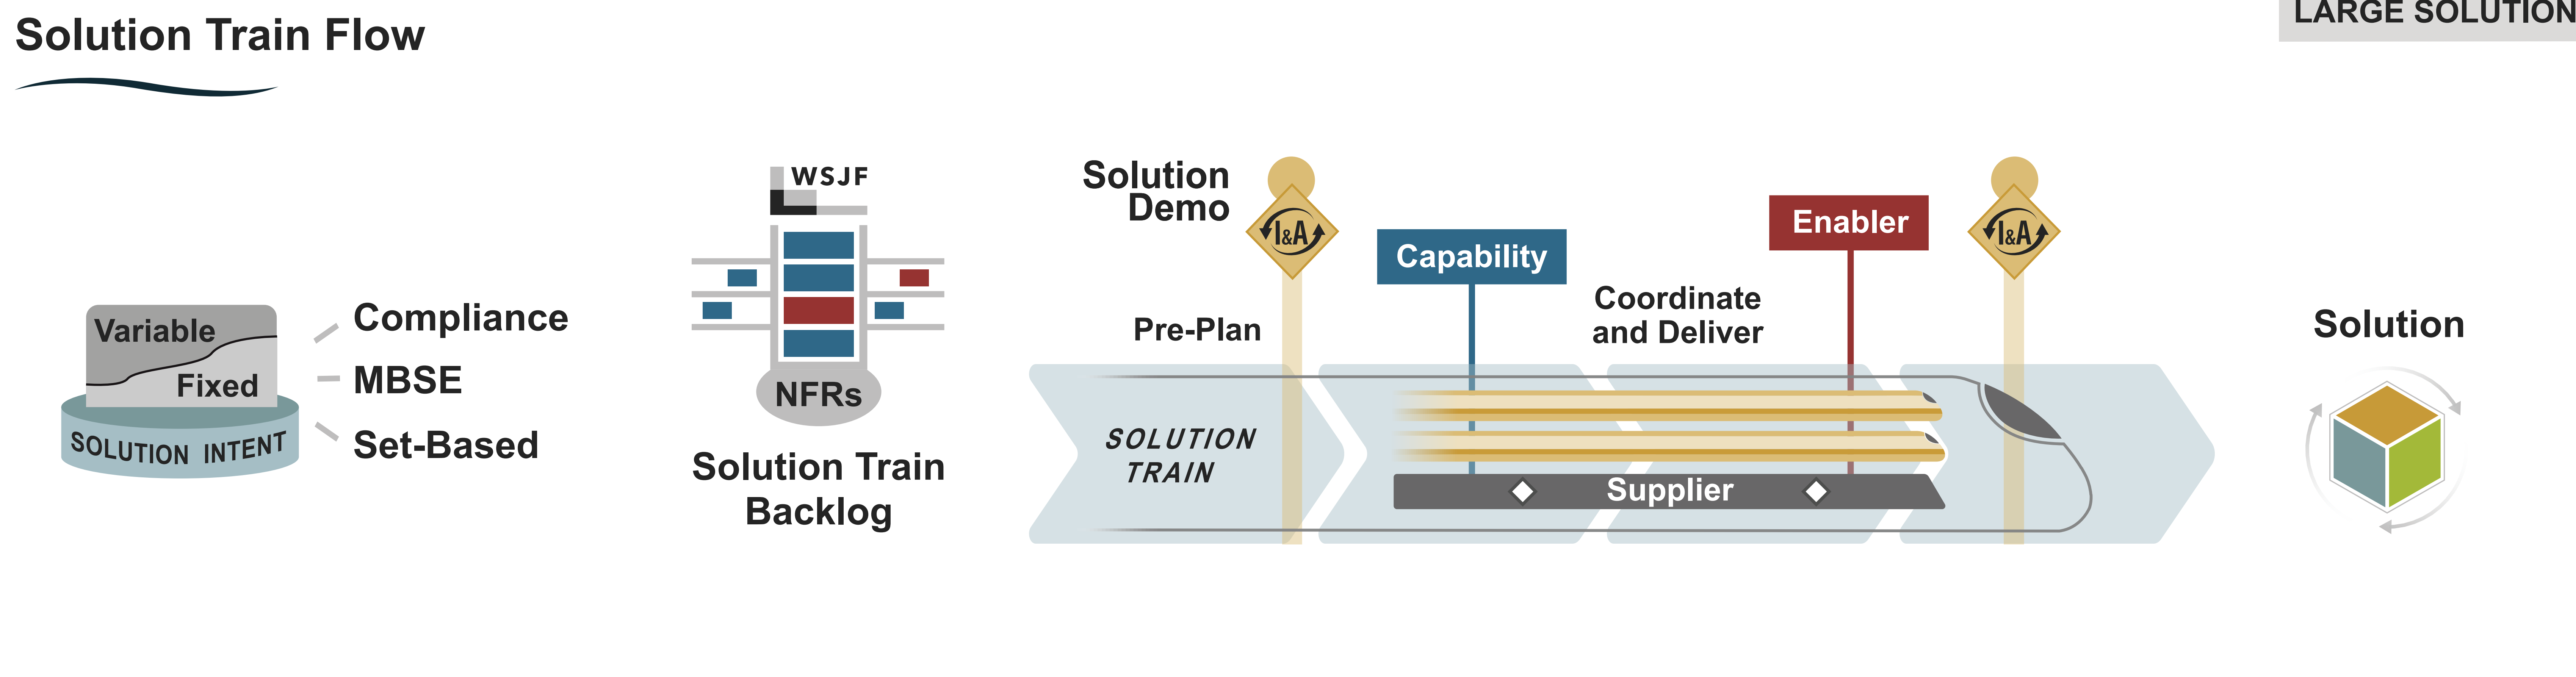 Solution Train Flow
LARGE SOLUTION
Variable
Fixed
SOLUTION INTENT
Compliance
MBSE
Set-Based
WSJF
NFRs
Solution Train
Backlog
Solution
Demo
I&A
Pre-Plan
Capability
Coordinate
and Deliver
Enabler
I&A
SOLUTION
TRAIN
Supplier
Solution